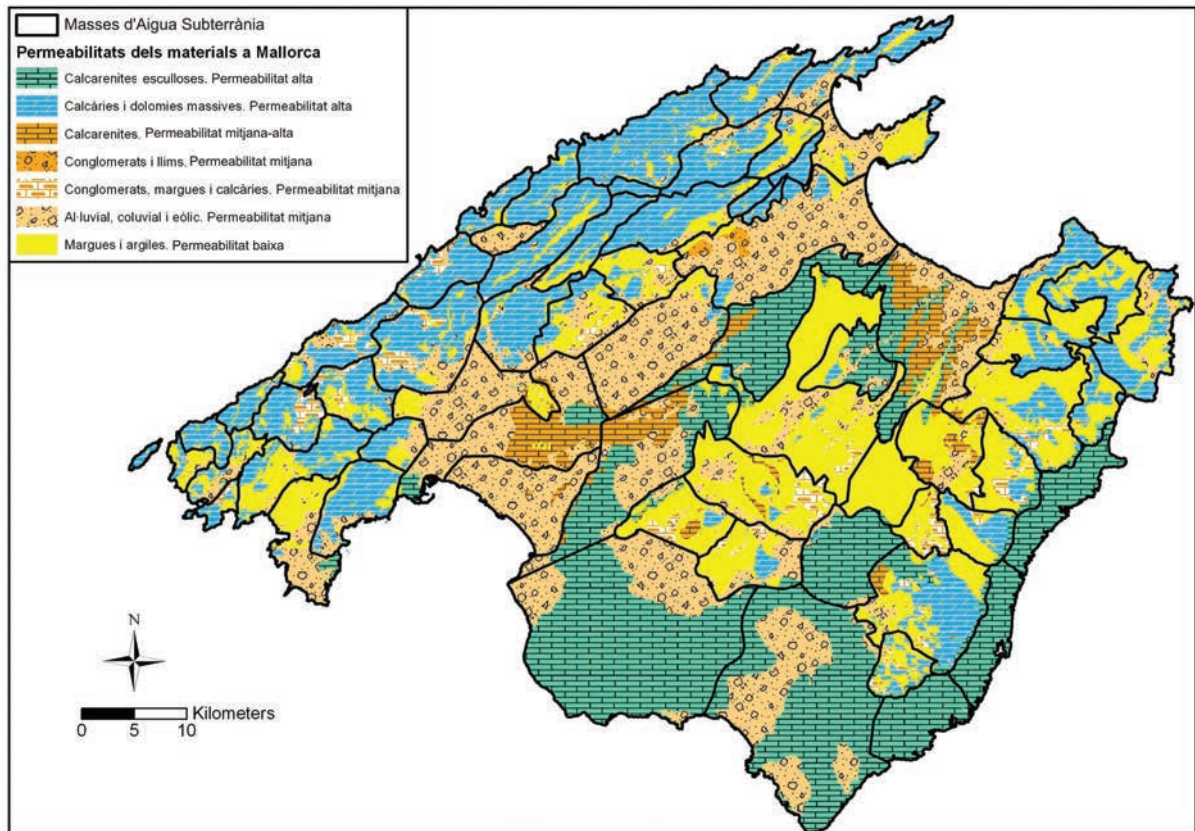 Masses d'Aigua Subterrània
Permeabilitats dels materials a Mallorca
Calcarenites esculloses. Permeabilitat alta
Calcàries i dolomies massives. Permeabilitat alta
Calcarenites. Permeabilitat mitjana-alta
Conglomerats i llims. Permeabilitat mitjana
Conglomerats, margues i calcàries. Permeabilitat mitjana
Al·luvial, coluvial i eòlic. Permeabilitat mitjana
Margues i argiles. Permeabilitat baixa
N
Kilometers
0 5 10